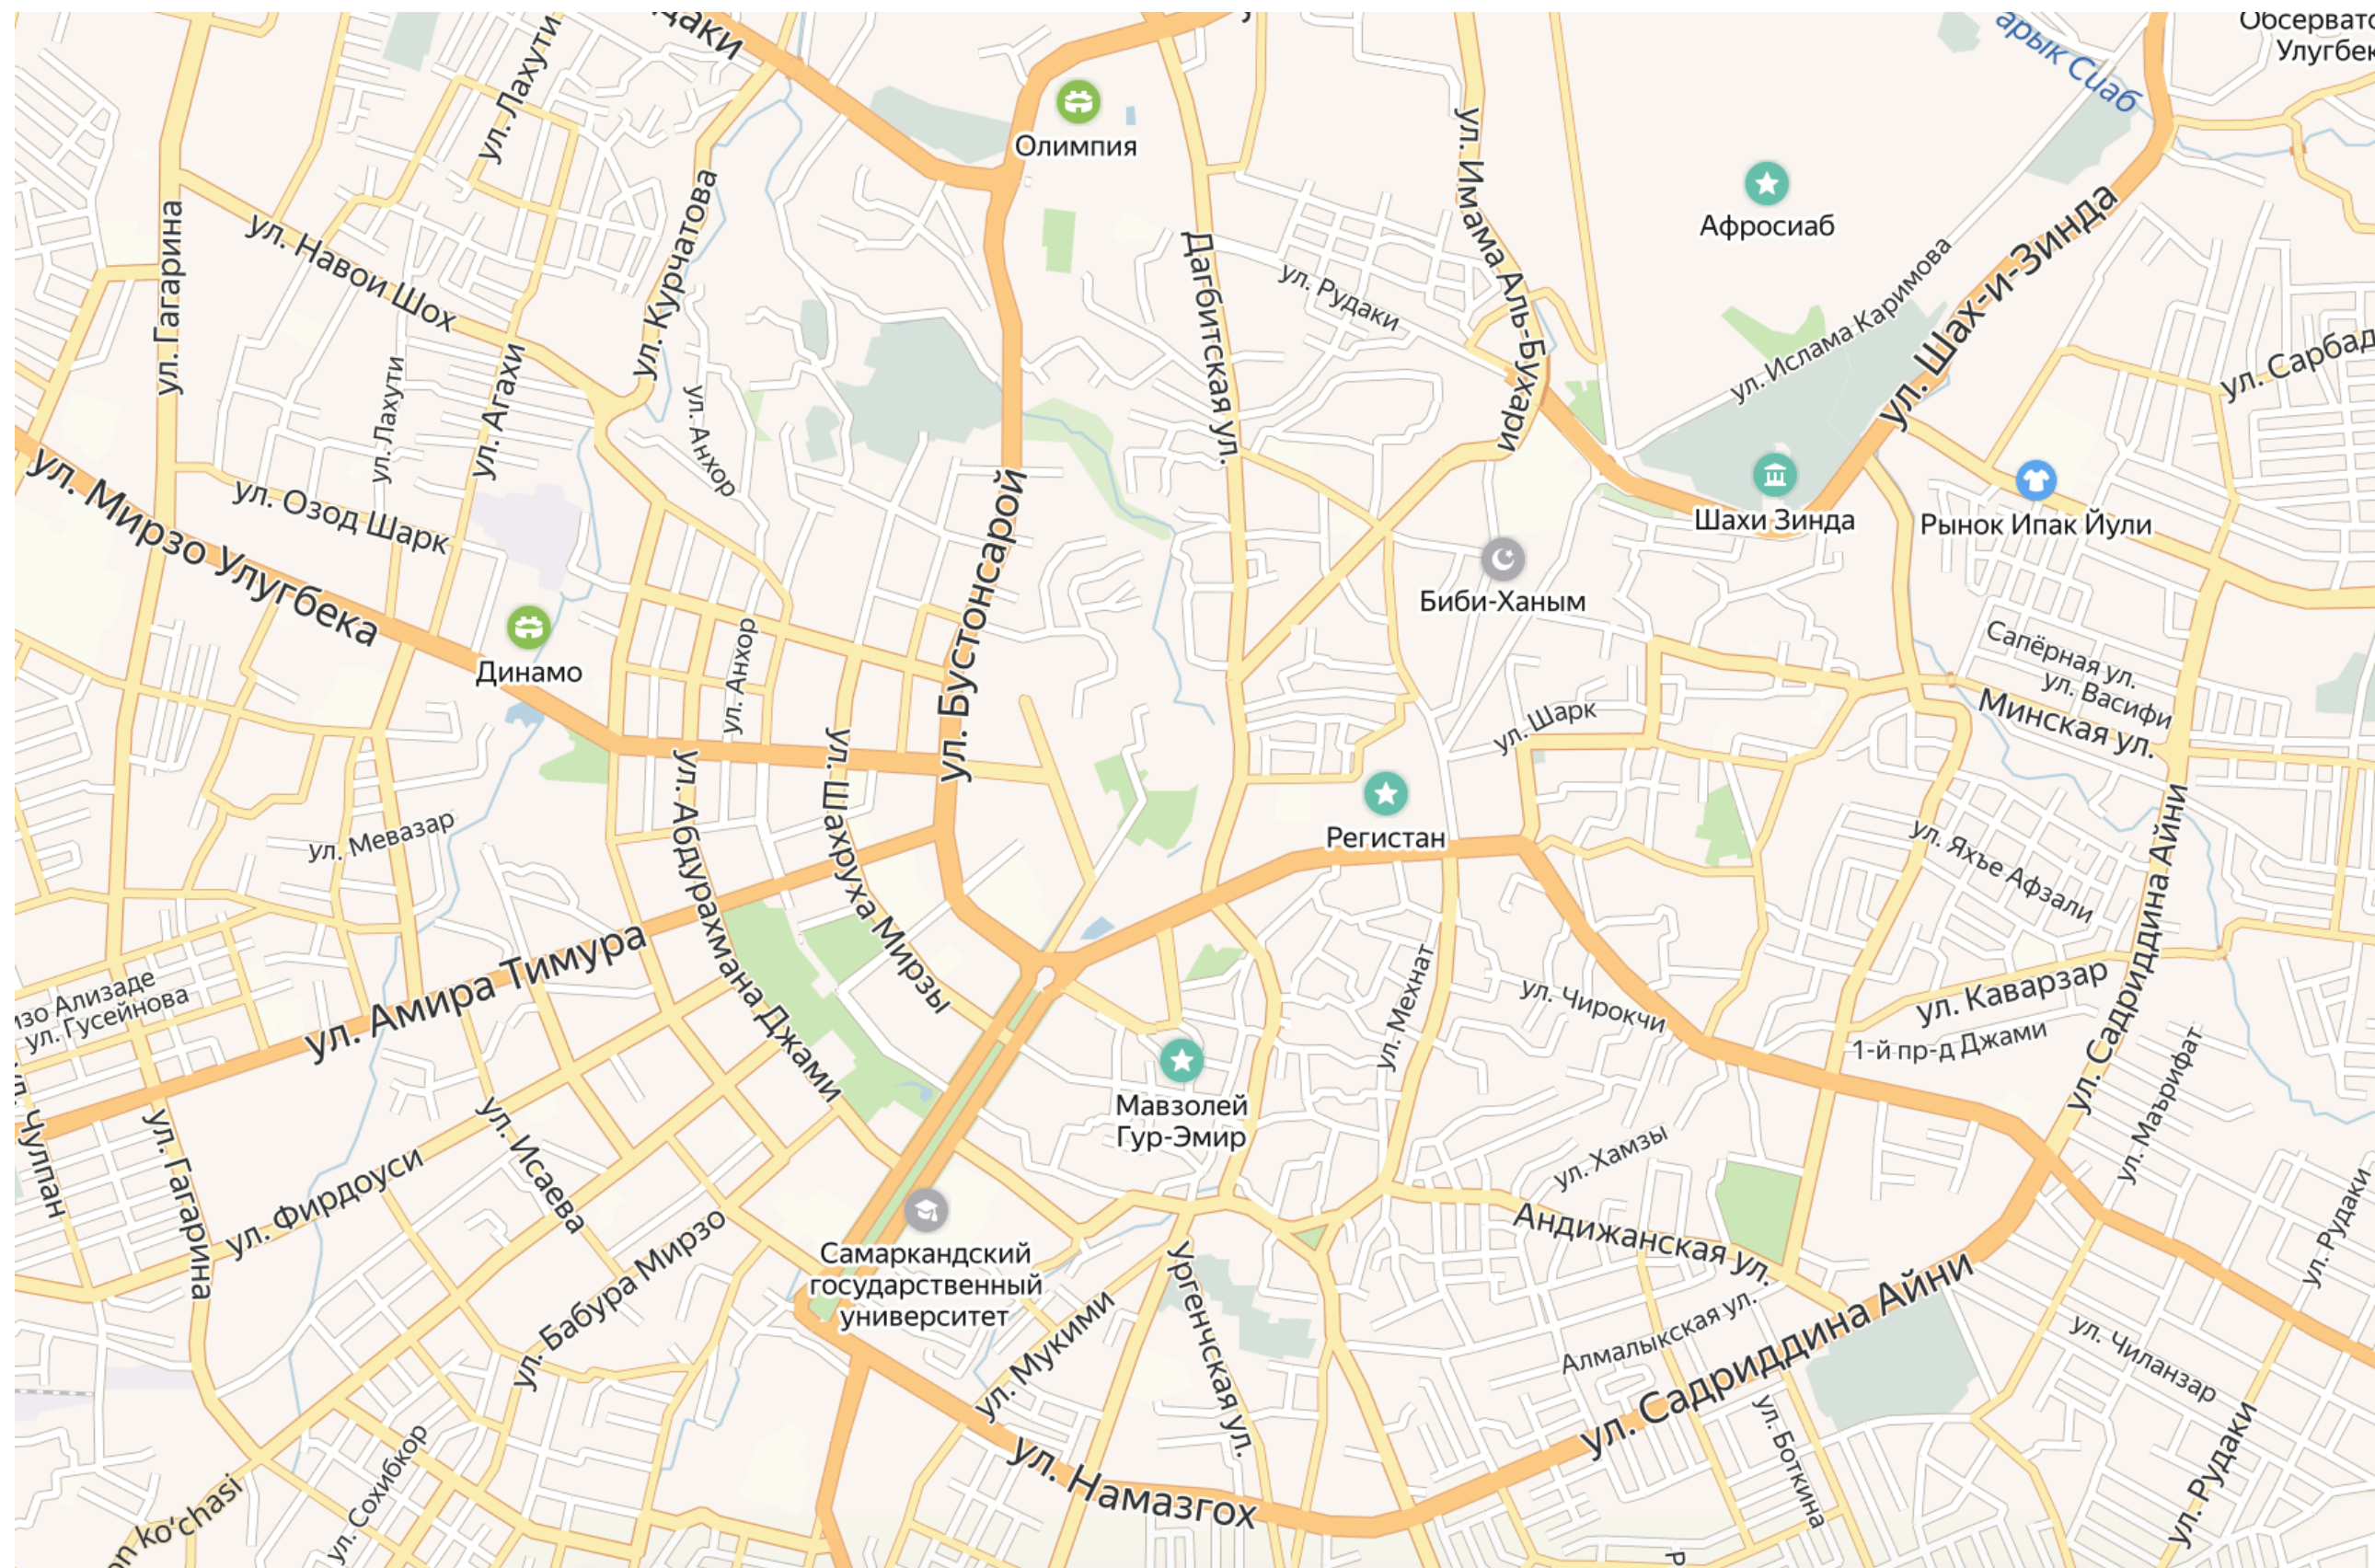 даки
Обсервато
Улугбек
арык Сиаб
ул. Лахути
Олимпия
ул. Имама Аль-Бухари
Афросиаб
ул. Гагарина
ул. Навои Шох
ул. Курчатова
Дагбитская ул.
ул. Рудаки
ул. Ислама Каримова
ул. Шах-и-Зинда
ул. Сарбад
ул. Лахути
ул. Агахи
ул. Анхор
ул. Мирзо Улугбека
ул. Озод Шарк
ул. Бустонсарой
Шахи Зинда
Рынок Ипак Йули
Биби-Ханым
Динамо
ул. Анхор
Сапёрная ул.
ул. Васифи
Минская ул.
ул. Шарк
ул. Абдурахмана Джами
ул. Шахруха Мирзы
Регистан
ул. Мевазар
ул. Яхъе Афзали
ул. Садриддина Айни
ул. Амира Тимура
изо Ализаде
ул. Гусейнова
ул. Мехнат
ул. Чирокчи
ул. Каварзар
1-й пр-д Джами
ул. Маърифат
Мавзолей
Гур-Эмир
ул. Чулпан
ул. Гагарина
ул. Фирдоуси
ул. Исаева
ул. Хамзы
ул. Рудаки
Андижанская ул.
ул. Бабура Мирзо
Самаркандский
государственный
университет
ул. Мукими
Ургенчская ул.
Алмалыкская ул.
ул. Садриддина Айни
ул. Чиланзар
ул. Боткина
ул. Рудаки
ул. Намазгох
ул. Сохибкор
on ko‘chasi